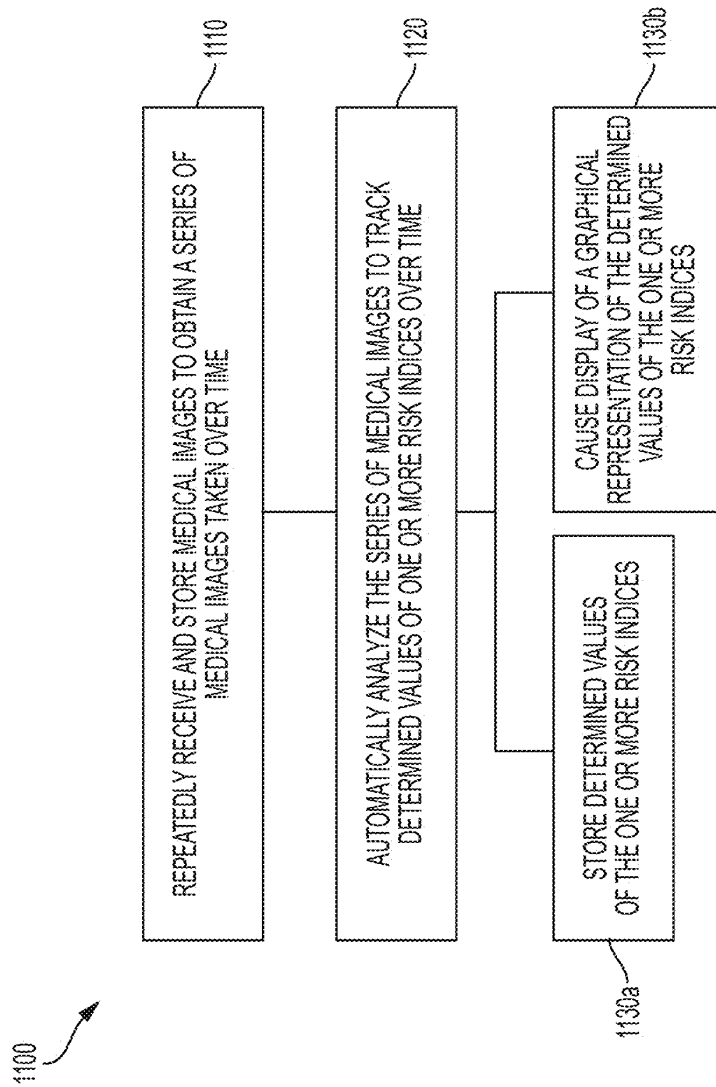 1100
REPEATEDLY RECEIVE AND STORE MEDICAL IMAGES TO OBTAIN A SERIES OF
MEDICAL IMAGES TAKEN OVER TIME
1110
AUTOMATICALLY ANALYZE THE SERIES OF MEDICAL IMAGES TO TRACK
DETERMINED VALUES OF ONE OR MORE RISK INDICES OVER TIME
1120
STORE DETERMINED VALUES
OF THE ONE OR MORE RISK INDICES
1130a
CAUSE DISPLAY OF A GRAPHICAL
REPRESENTATION OF THE DETERMINED
VALUES OF THE ONE OR MORE
RISK INDICES
1130b